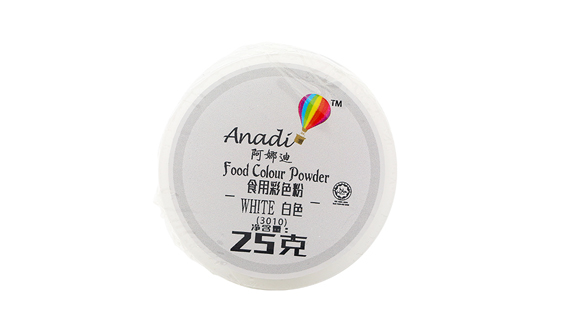 TM
Anadi
阿娜迪
Food Colour Powder
食用彩色粉
WHITE 白色
(3010)
净含量:
25克